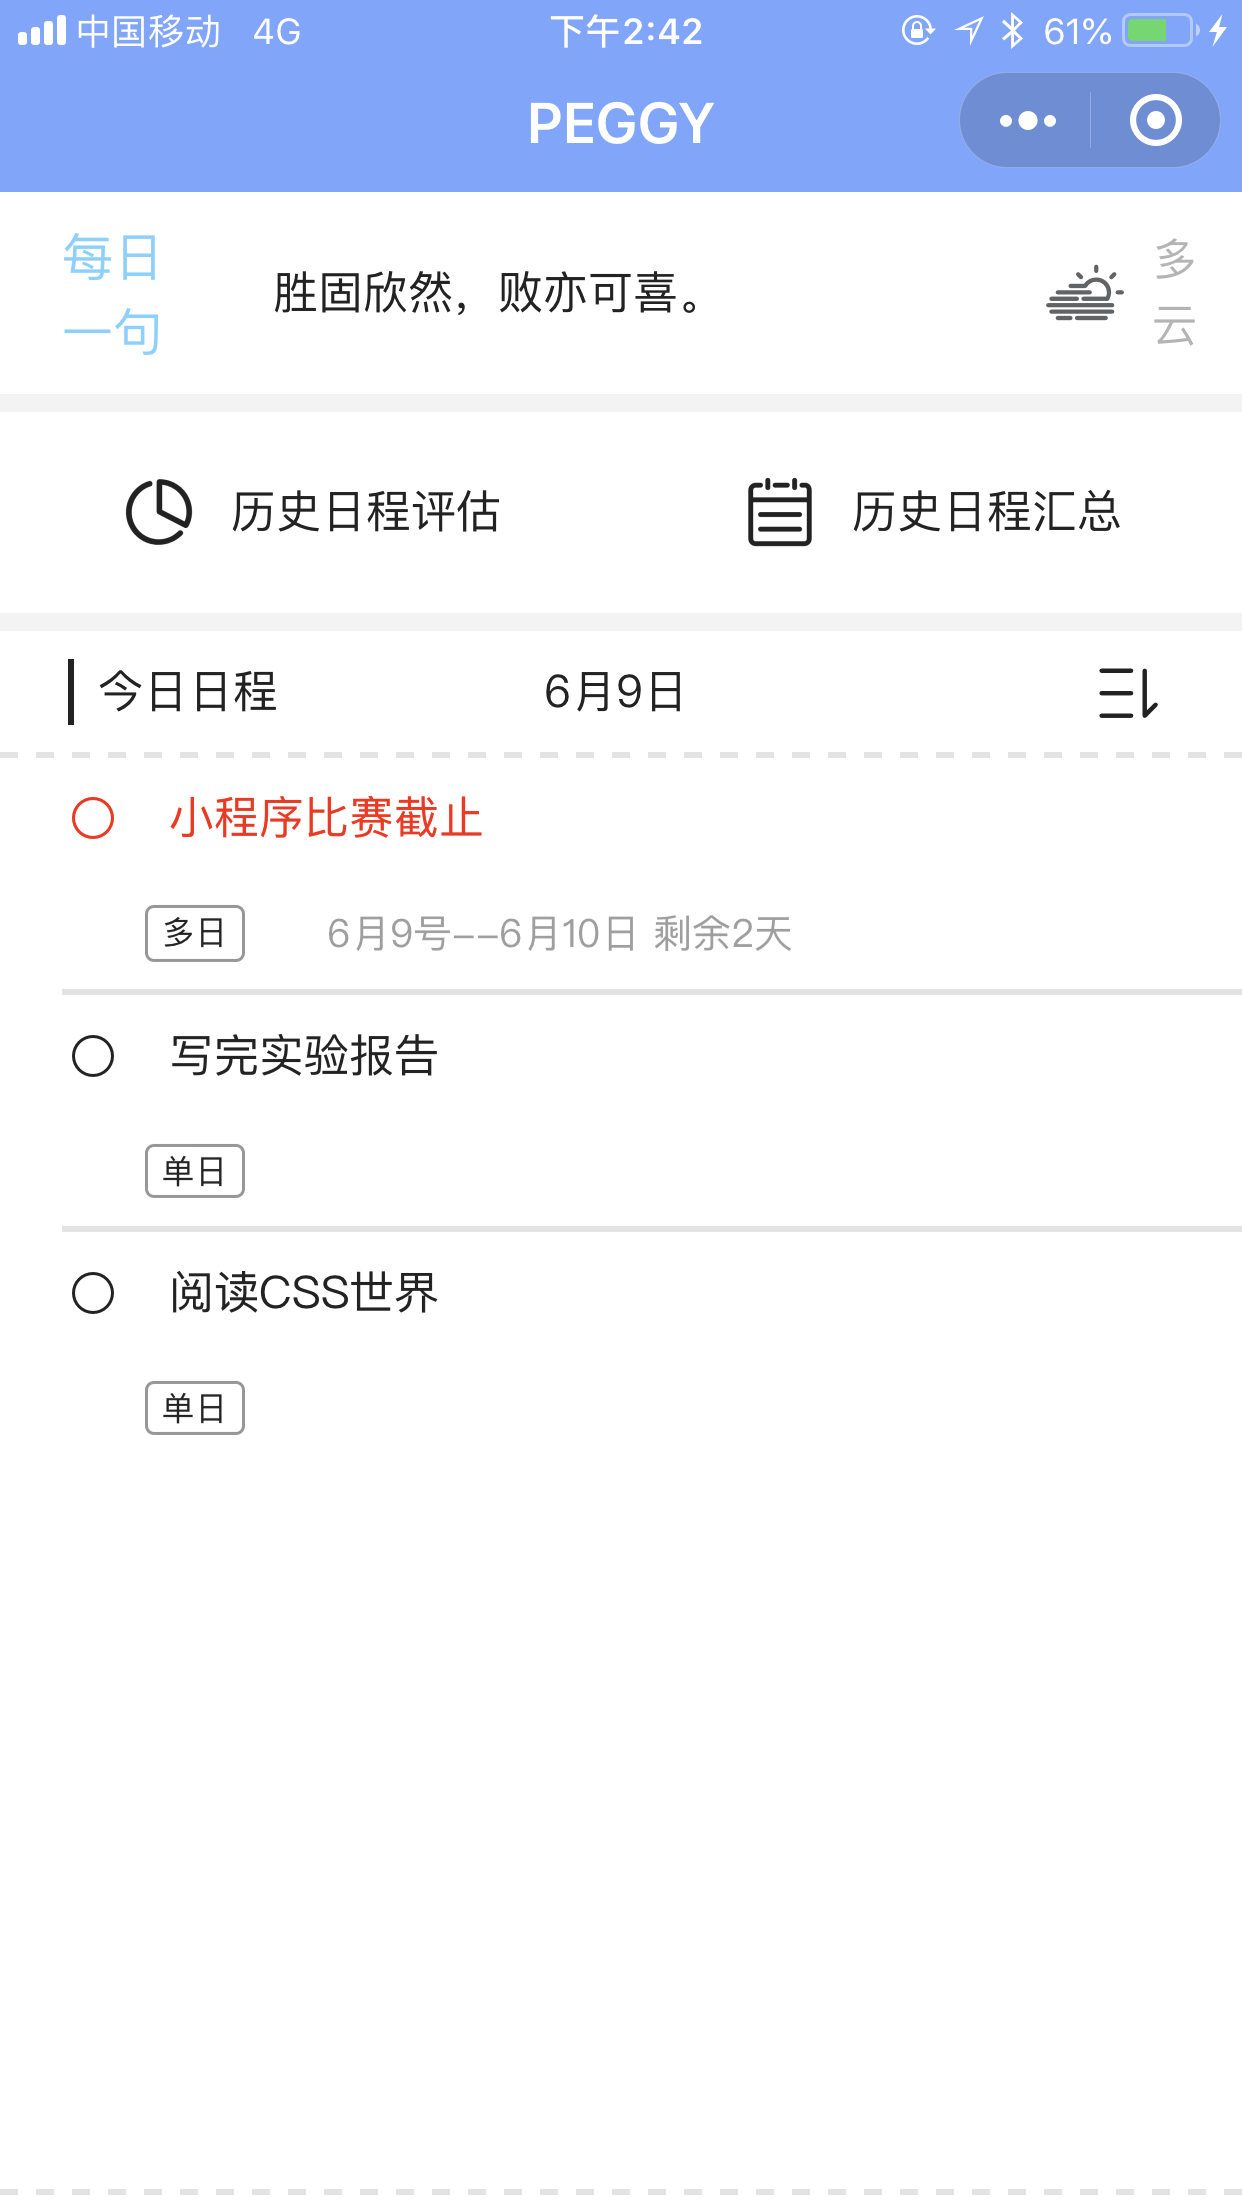 中国移动 4G 下午2:42 61%
PEGGY
每日
一句
胜固欣然，败亦可喜。
多
云
历史日程评估 历史日程汇总
今日日程 6月9日
小程序比赛截止
多日 6月9号--6月10日 剩余2天
写完实验报告
单日
阅读CSS世界
单日